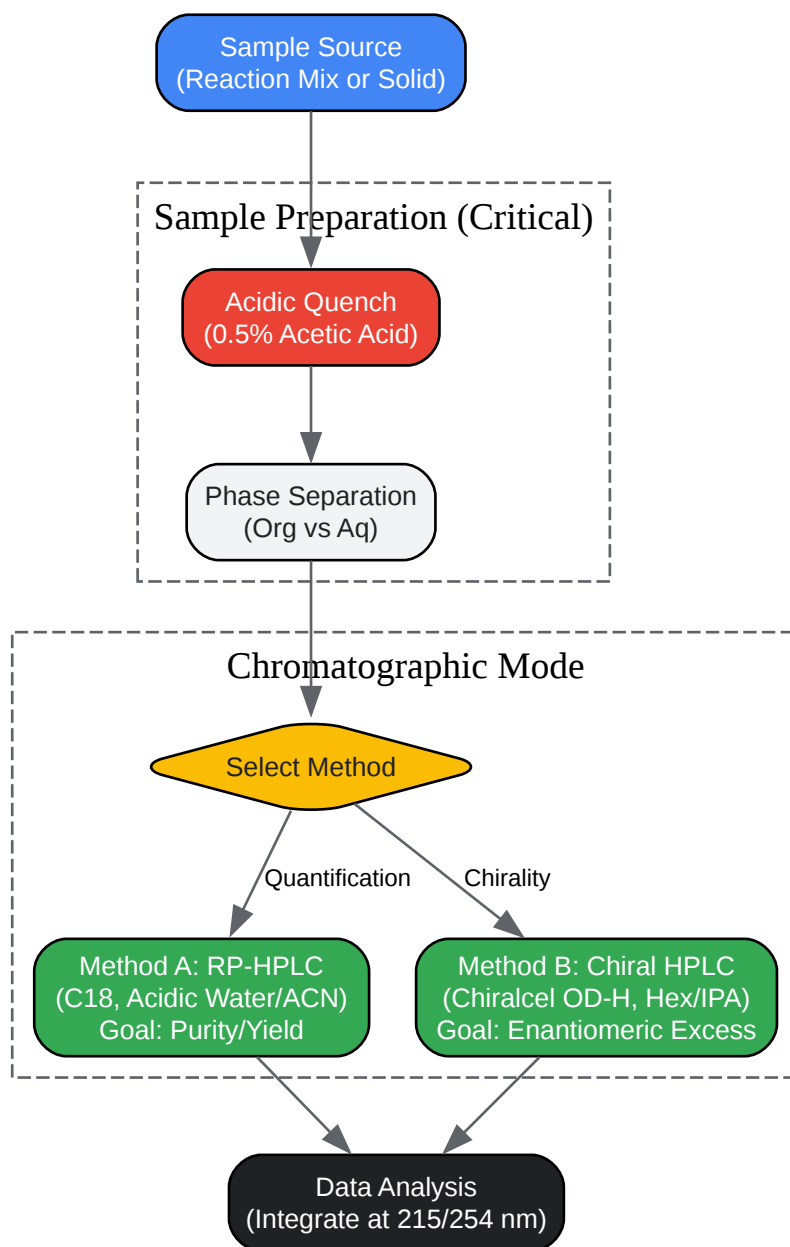 Sample Source
(Reaction Mix or Solid)
Sample Preparation (Critical)
Acidic Quench
(0.5% Acetic Acid)
Phase Separation
(Org vs Aq)
Chromatographic Mode
Select Method
Quantification
Chirality
Method A: RP-HPLC
(C18, Acidic Water/ACN)
Goal: Purity/Yield
Method B: Chiral HPLC
(Chiralcel OD-H, Hex/IPA)
Goal: Enantiomeric Excess
Data Analysis
(Integrate at 215/254 nm)